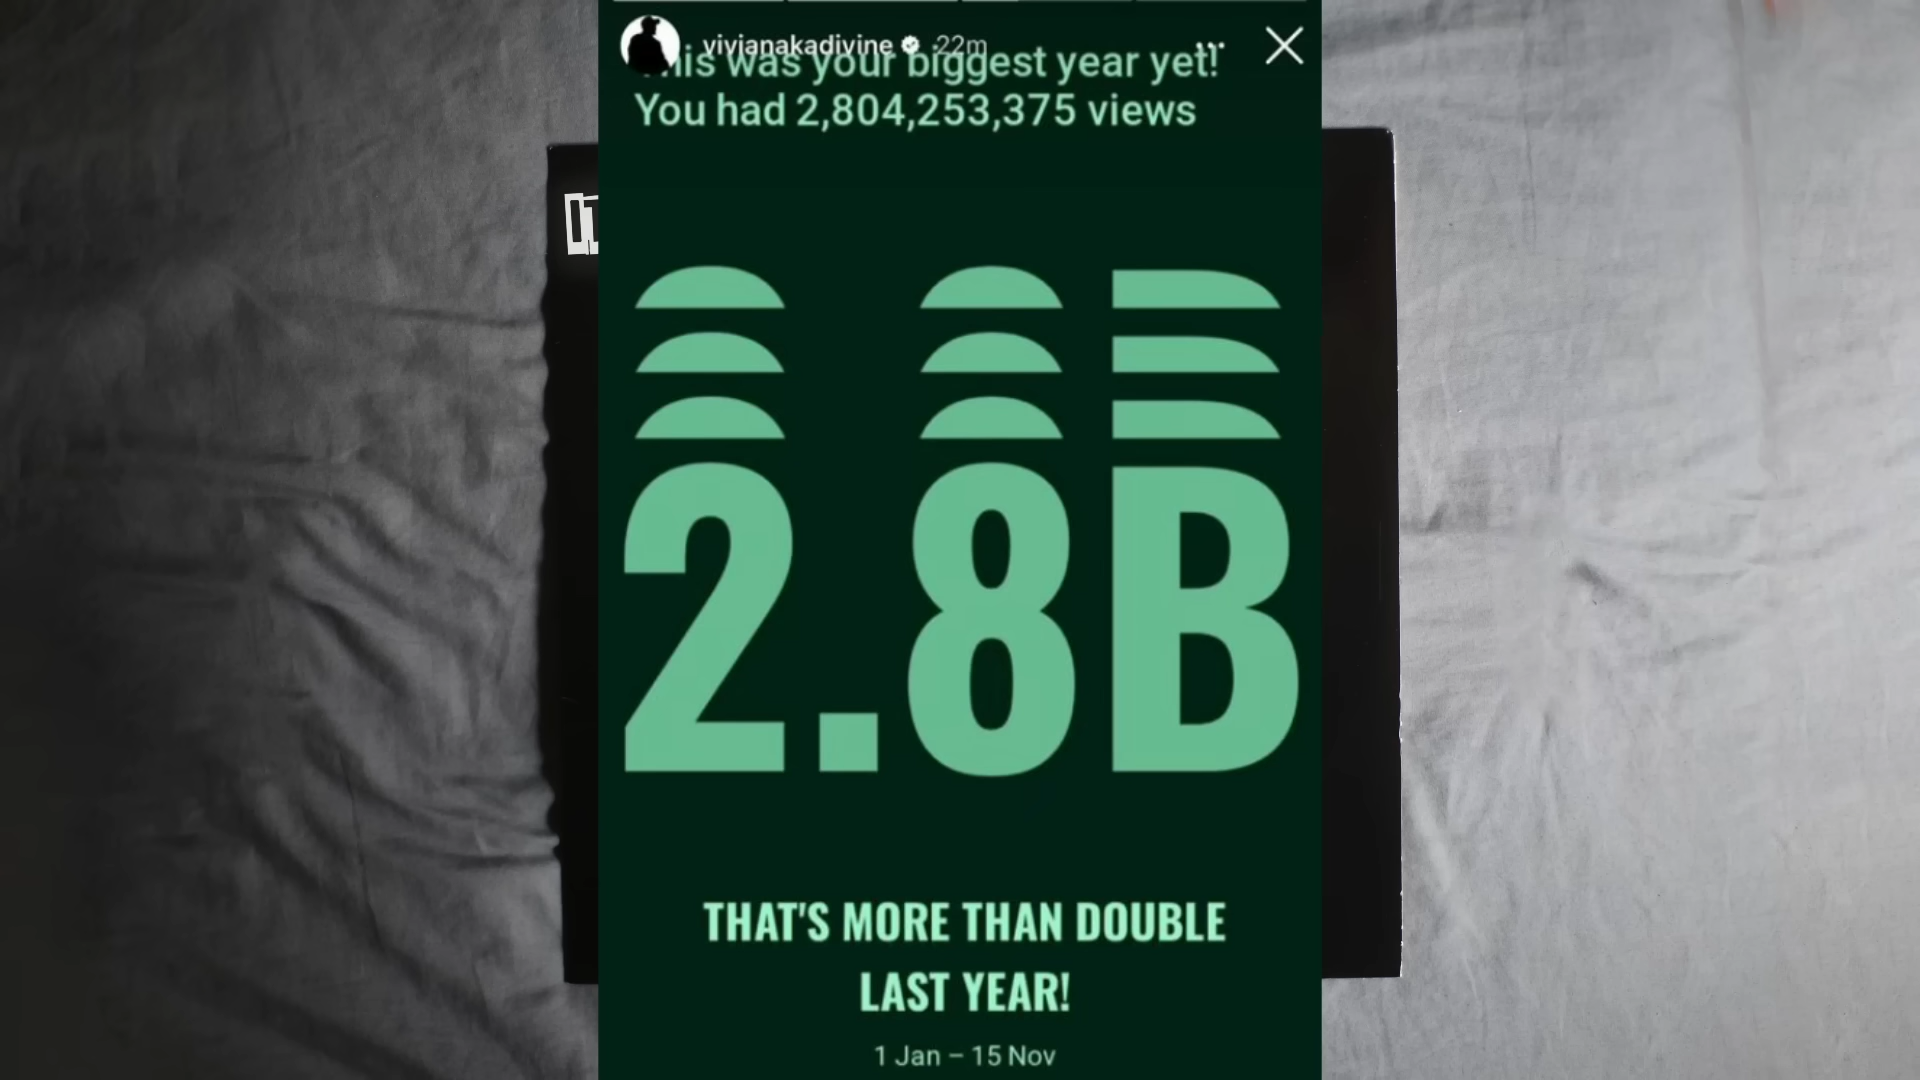 vivianakadivine 22m
This was your biggest year yet!
You had 2,804,253,375 views
2.8B
THAT'S MORE THAN DOUBLE
LAST YEAR!
1 Jan – 15 Nov